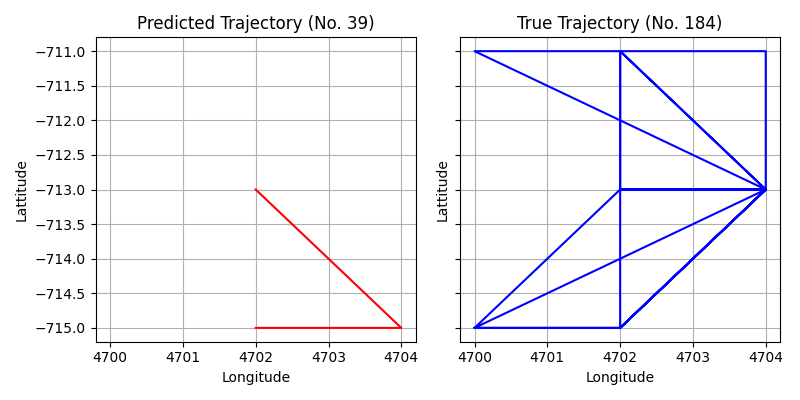 Predicted Trajectory (No. 39)
True Trajectory (No. 184)
−711.0
−711.5
−712.0
−712.5
−713.0
−713.5
−714.0
−714.5
−715.0
Lattitude
Lattitude
4700 4701 4702 4703 4704
4700 4701 4702 4703 4704
Longitude
Longitude